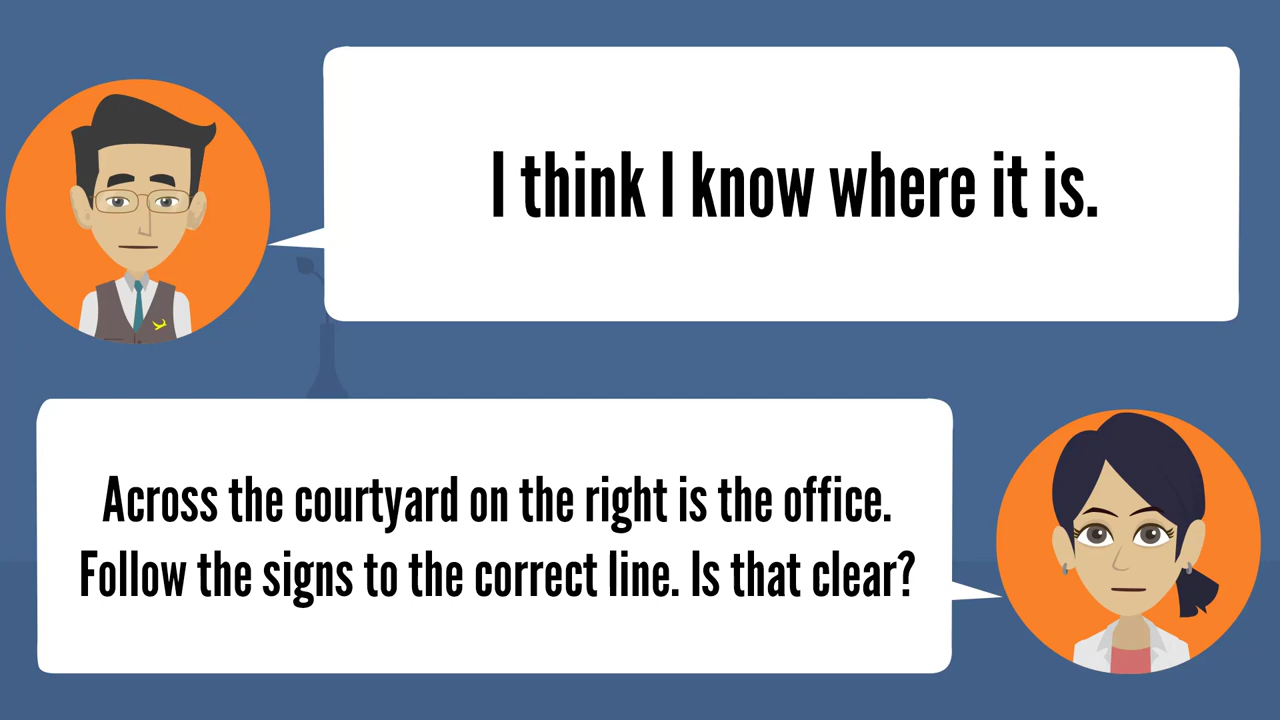 I think I know where it is.
Across the courtyard on the right is the office.
Follow the signs to the correct line. Is that clear?